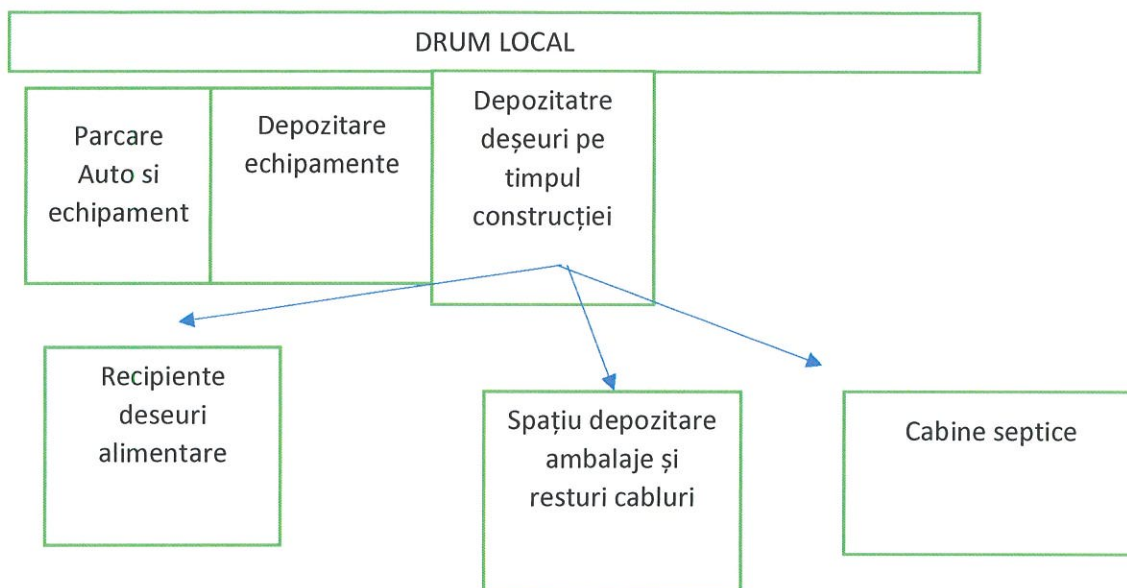 DRUM LOCAL
Parcare
Auto si
echipament
Depozitare
echipamente
Depozitatre
deșeuri pe
timpul
construcției
Recipiente
deseuri
alimentare
Spațiu depozitare
ambalaje și
resturi cabluri
Cabine septice